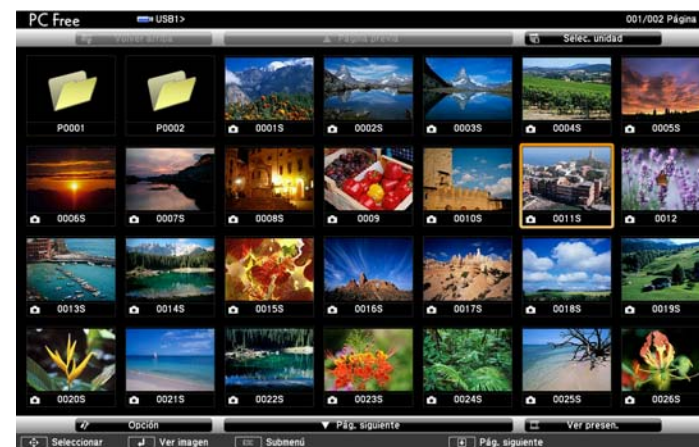 PC Free USB1> 001/002 Página
Volver arriba Página previa Selec. unidad
P0001 P0002 0001S 0002S 0003S 0004S 0005S
0006S 0007S 0008S 0009 0010S 0011S 0012
0013S 0014S 0015S 0016S 0017S 0018S 0019S
0020S 0021S 0022S 0023S 0024S 0025S 0026S
Opción Pág. siguiente Ver presen.
Seleccionar Ver imagen ESC Submenú Pág. siguiente